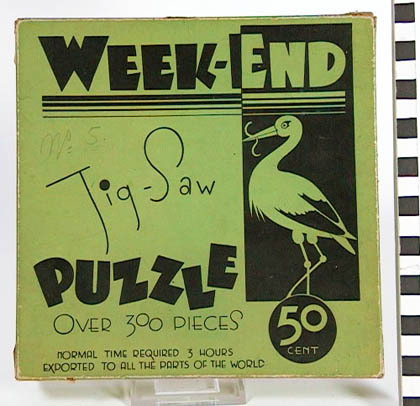 WEEK-END
No 5.
Jig-Saw
PUZZLE
OVER 300 PIECES
50
CENT
NORMAL TIME REQUIRED 3 HOURS
EXPORTED TO ALL THE PARTS OF THE WORLD